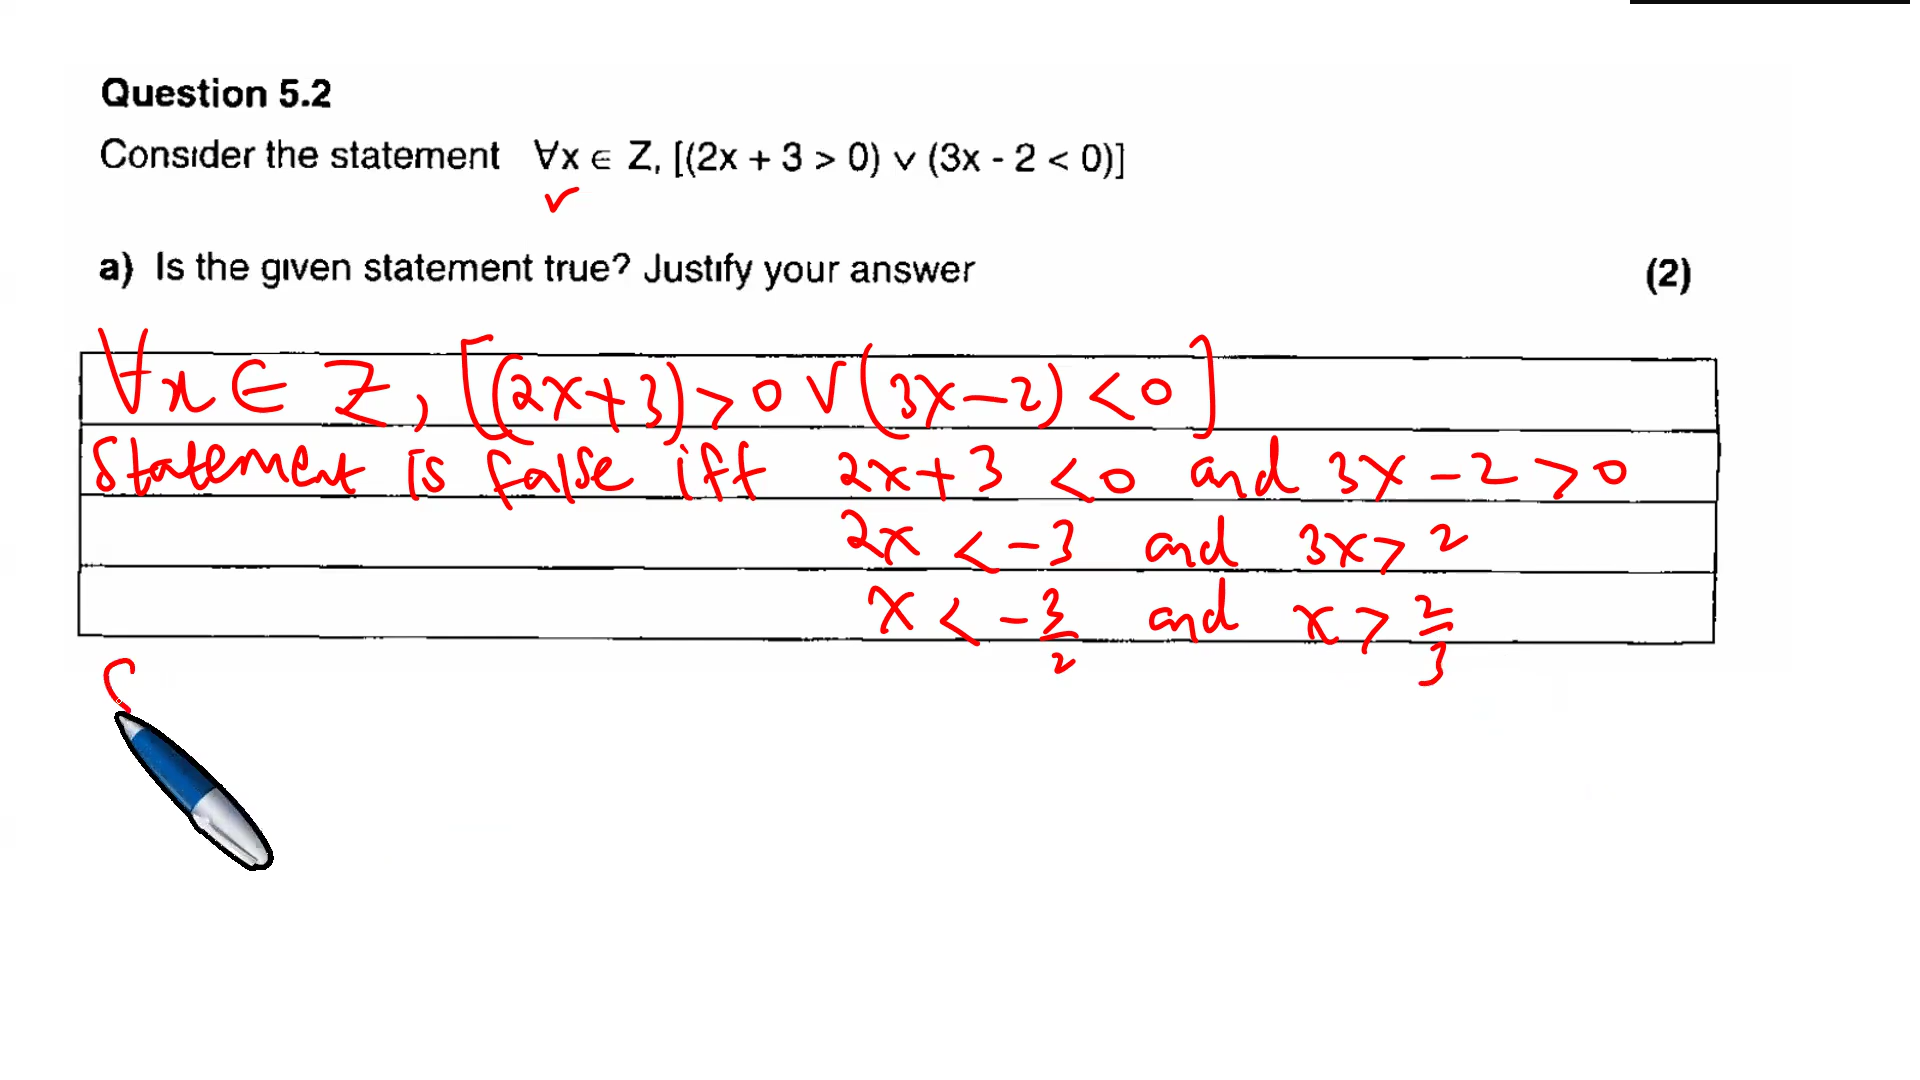 Question 5.2
Consider the statement ∀x ∈ Z, [(2x + 3 > 0) ∨ (3x - 2 < 0)]
a) Is the given statement true? Justify your answer (2)
∀x ∈ Z, [(2x+3)>0 ∨ (3x-2)<0]
Statement is false iff 2x+3 <0 and 3x-2>0
2x < -3 and 3x> 2
x < -3/2 and x > 2/3